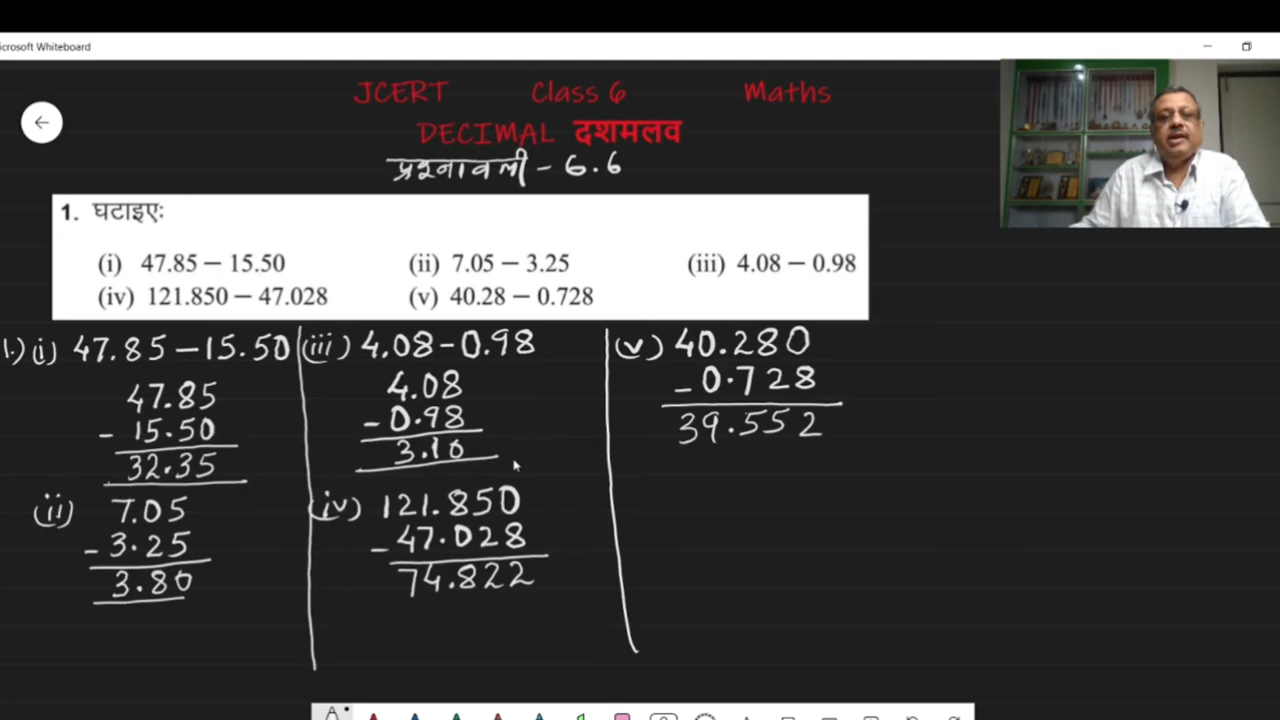 icrosoft Whiteboard
JCERT Class 6 Maths
DECIMAL दशमलव
प्रश्नावली - 6.6
1. घटाइएः
(i) 47.85 – 15.50 (ii) 7.05 – 3.25 (iii) 4.08 – 0.98
(iv) 121.850 – 47.028 (v) 40.28 – 0.728
1.) (i) 47.85 – 15.50
47.85
- 15.50
32.35
(ii) 7.05
- 3.25
3.80
(iii) 4.08 - 0.98
4.08
- 0.98
3.10
(iv) 121.850
- 47.028
74.822
(v) 40.280
- 0.728
39.552